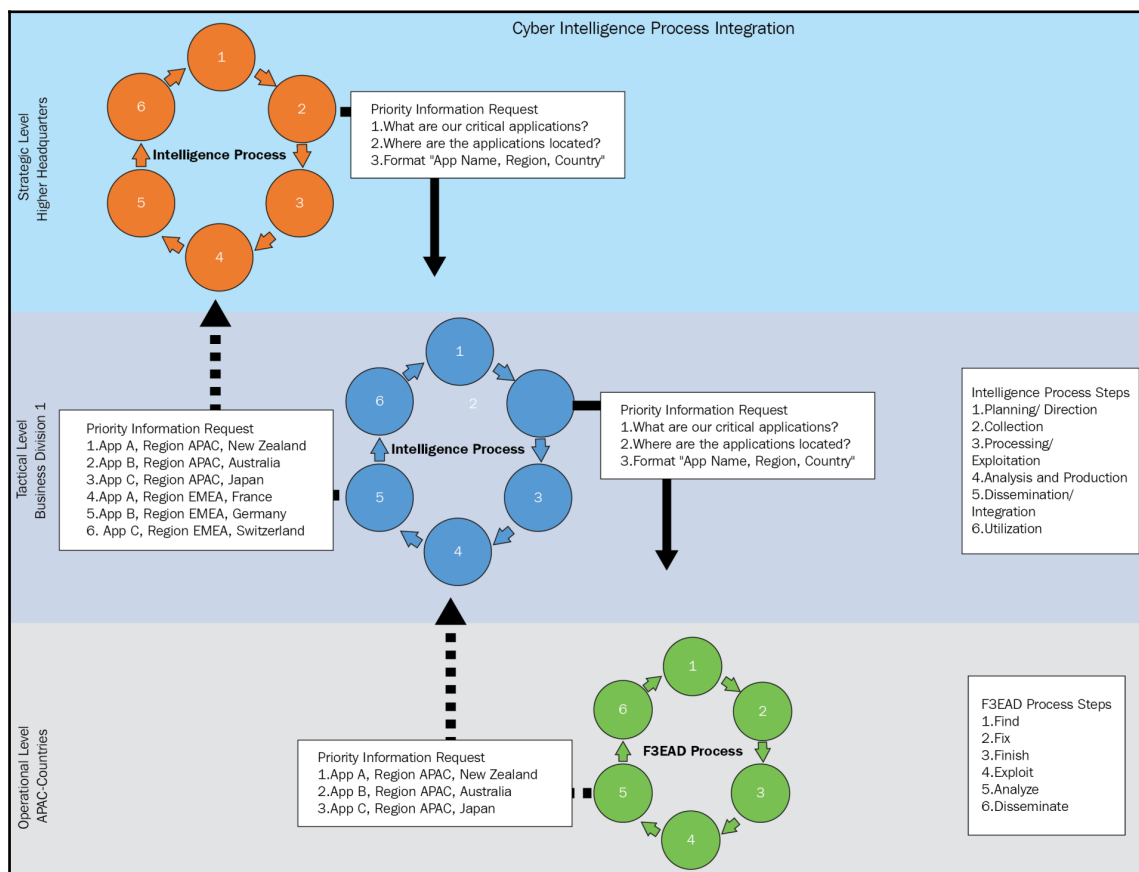 Cyber Intelligence Process Integration
Strategic Level
Higher Headquarters
1
2
3
4
5
6
Intelligence Process
Priority Information Request
1.What are our critical applications?
2.Where are the applications located?
3.Format "App Name, Region, Country"
Tactical Level
Business Division 1
Priority Information Request
1.App A, Region APAC, New Zealand
2.App B, Region APAC, Australia
3.App C, Region APAC, Japan
4.App A, Region EMEA, France
5.App B, Region EMEA, Germany
6. App C, Region EMEA, Switzerland
1
2
3
4
5
6
Intelligence Process
Priority Information Request
1.What are our critical applications?
2.Where are the applications located?
3.Format "App Name, Region, Country"
Intelligence Process Steps
1.Planning/ Direction
2.Collection
3.Processing/
Exploitation
4.Analysis and Production
5.Dissemination/
Integration
6.Utilization
Operational Level
APAC-Countries
Priority Information Request
1.App A, Region APAC, New Zealand
2.App B, Region APAC, Australia
3.App C, Region APAC, Japan
1
2
3
4
5
6
F3EAD Process
F3EAD Process Steps
1.Find
2.Fix
3.Finish
4.Exploit
5.Analyze
6.Disseminate